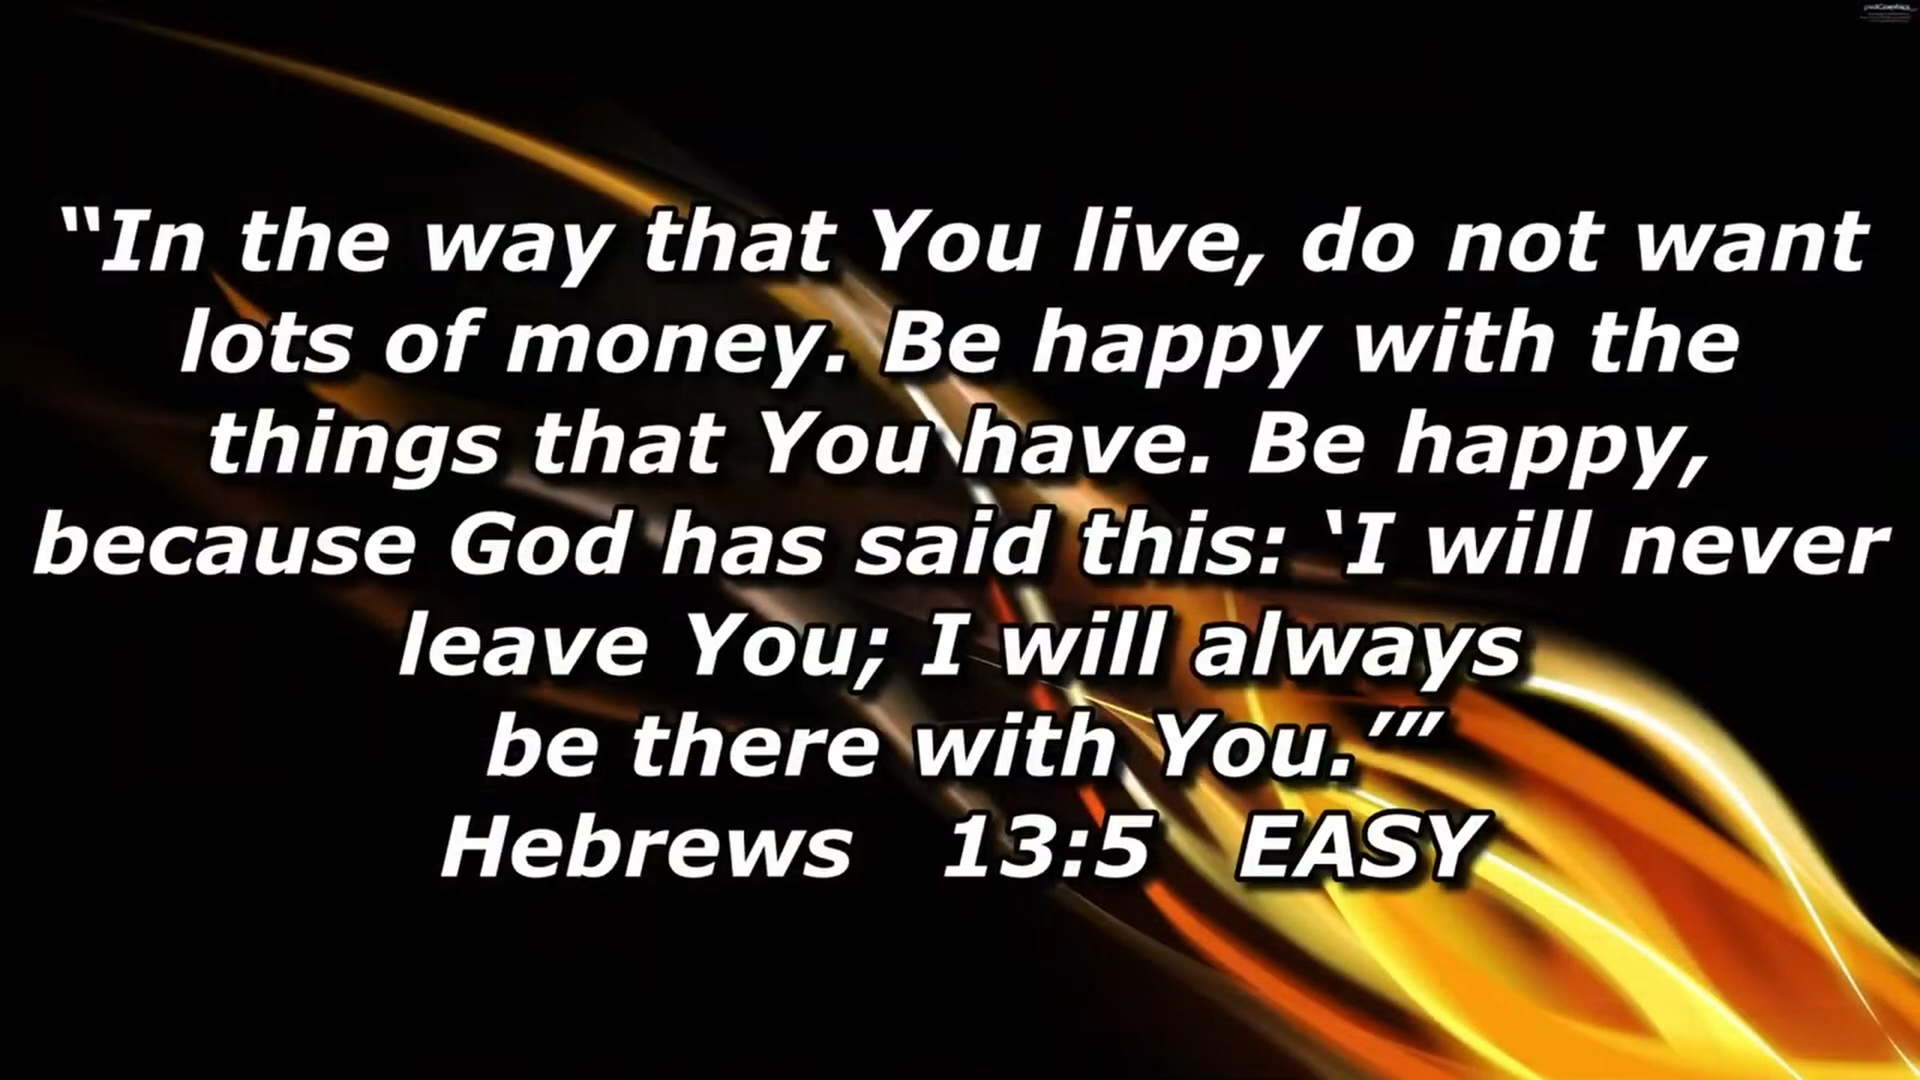 “In the way that You live, do not want
lots of money. Be happy with the
things that You have. Be happy,
because God has said this: ‘I will never
leave You; I will always
be there with You.’”
Hebrews 13:5 EASY